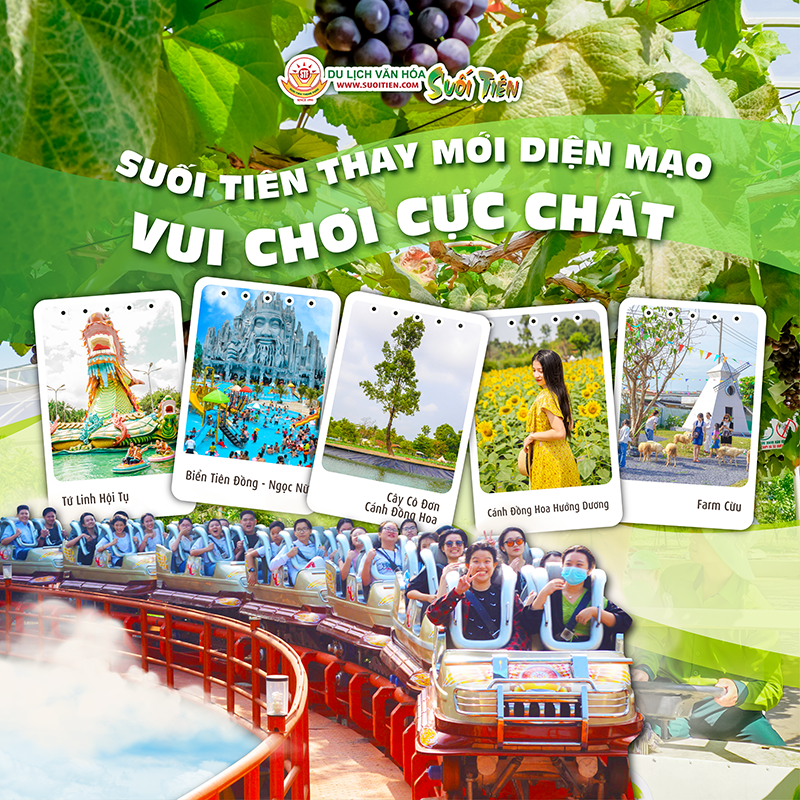 DU LỊCH VĂN HÓA
WWW.SUOITIEN.COM
SUỐI TIÊN
SUỐI TIÊN THAY MỚI DIỆN MẠO
VUI CHƠI CỰC CHẤT
Tứ Linh Hội Tụ
Biển Tiên Đồng - Ngọc Nữ
Cây Cô Đơn
Cánh Đồng Hoa
Cánh Đồng Hoa Hướng Dương
Farm Cừu